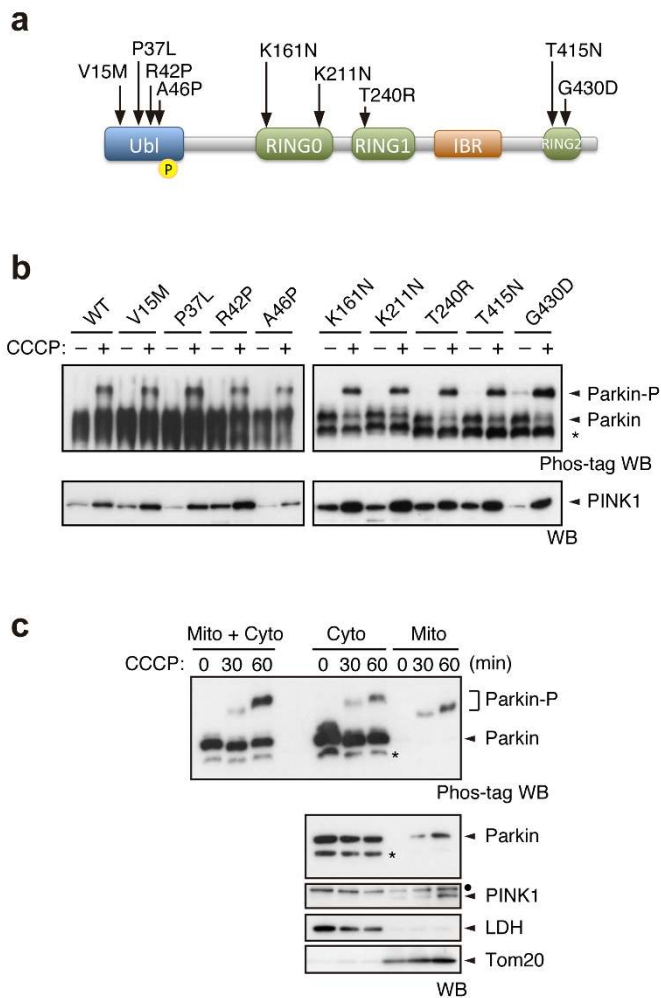 a
P37L
K161N
T415N
V15M
R42P
K211N
G430D
A46P
T240R
Ubl
RING0
RING1
IBR
RING2
P
b
WT
V15M
P37L
R42P
A46P
K161N
K211N
T240R
T415N
G430D
CCCP: – + – + – + – + – + – + – + – + – + – +
Parkin-P
Parkin
*
Phos-tag WB
PINK1
WB
c
Mito + Cyto Cyto Mito
CCCP: 0 30 60 0 30 60 0 30 60 (min)
Parkin-P
Parkin
*
Phos-tag WB
Parkin
*
PINK1
LDH
Tom20
WB